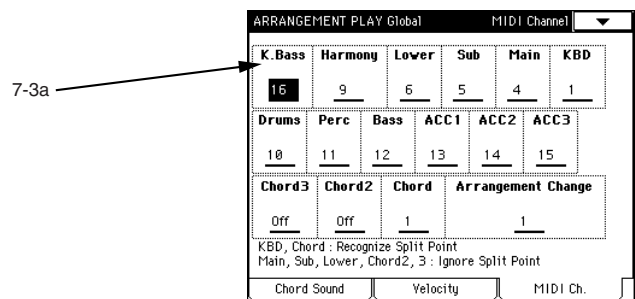 ARRANGEMENT PLAY Global MIDI Channel
7-3a
K.Bass Harmony Lower Sub Main KBD
16 9 6 5 4 1
Drums Perc Bass ACC1 ACC2 ACC3
10 11 12 13 14 15
Chord3 Chord2 Chord Arrangement Change
Off Off 1 1
KBD, Chord : Recognize Split Point
Main, Sub, Lower, Chord2, 3 : Ignore Split Point
Chord Sound Velocity MIDI Ch.